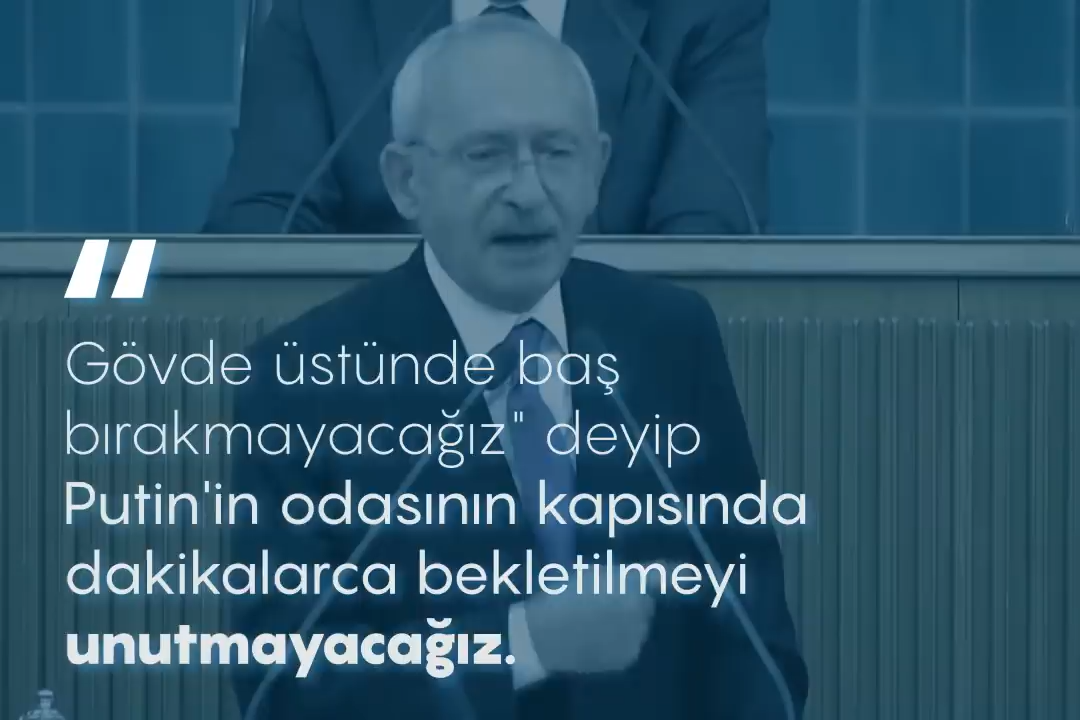 "
Gövde üstünde baş
bırakmayacağız" deyip
Putin'in odasının kapısında
dakikalarca bekletilmeyi
unutmayacağız.